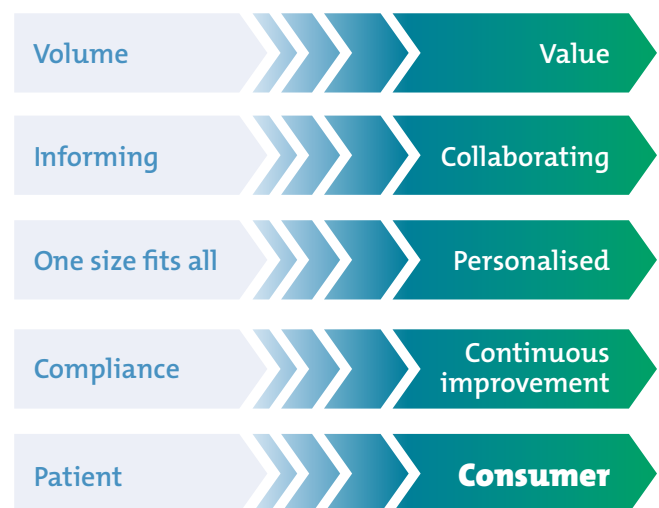 Volume
Value
Informing
Collaborating
One size fits all
Personalised
Compliance
Continuous
improvement
Patient
Consumer